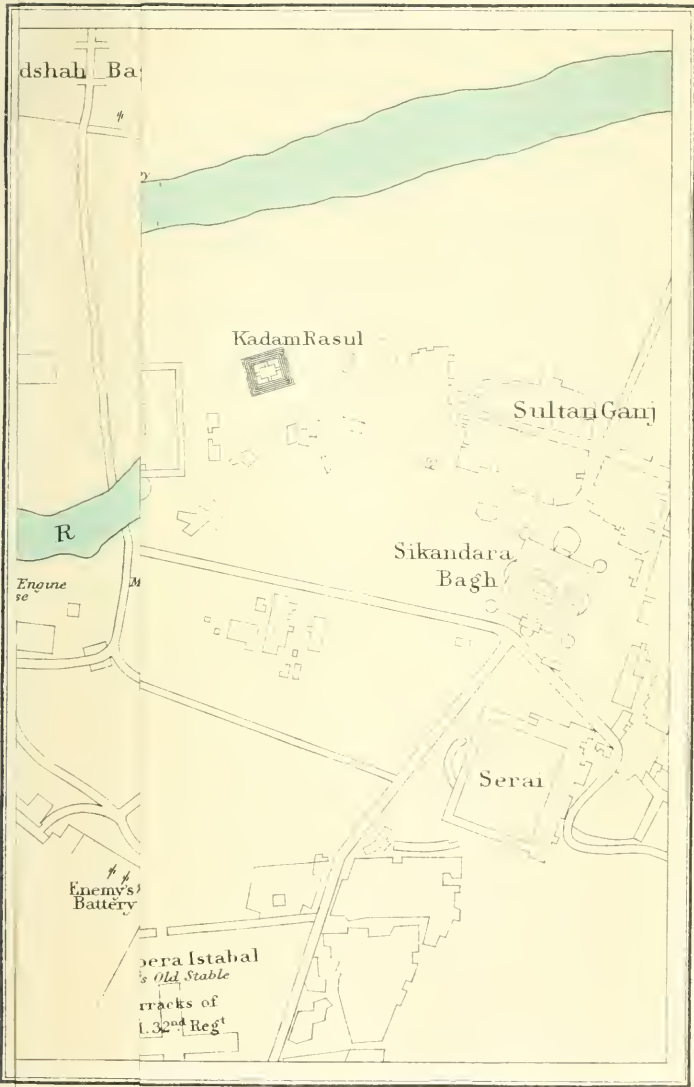 dshah Ba
Kadam Rasul
Sultan Ganj
R
Sikandara
Bagh
Engine
se
M
Serai
Enemy's
Battery
pera Istabal
's Old Stable
rracks of
1.32nd Regt